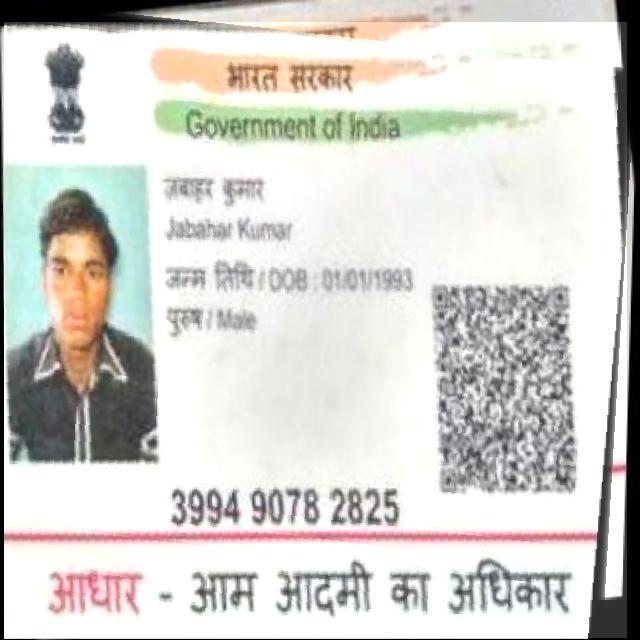 भारत सरकार
Government of India
ज़बाहर कुमार
Jabahar Kumar
जन्म तिथि / DOB : 01/01/1993
पुरुष / Male
3994 9078 2825
आधार - आम आदमी का अधिकार